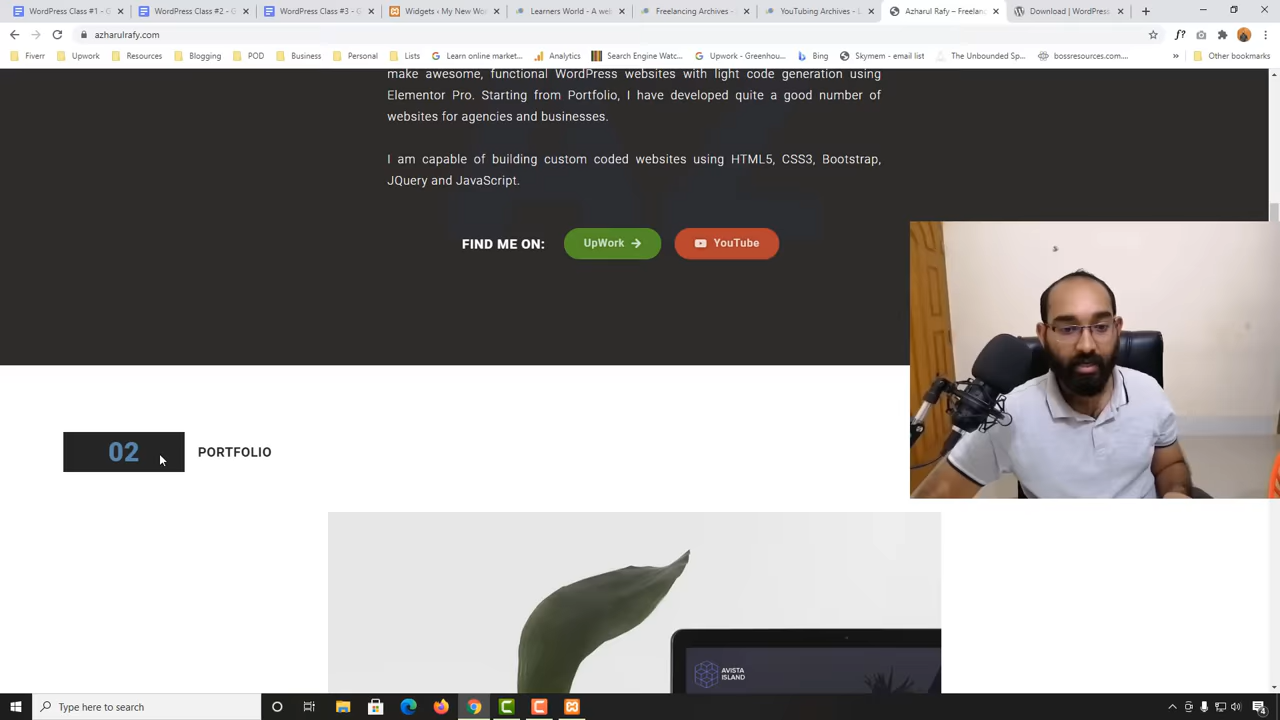 WordPress Class #1 - G
WordPress Class #2 - G
WordPress Class #3 - G
Widgets ‹ My New Wor
Learners World - A web
Freelancing Archives -
YouTubing Archives - L
Azharul Rafy – Freelan
Download | WordPress
azharulrafy.com
Fiverr
Upwork
Resources
Blogging
POD
Business
Personal
Lists
Learn online market...
Analytics
Search Engine Watc...
Upwork - Greenhou...
Bing
Skymem - email list
The Unbounded Sp...
bossresources.com...
Other bookmarks
make awesome, functional WordPress websites with light code generation using
Elementor Pro. Starting from Portfolio, I have developed quite a good number of
websites for agencies and businesses.
I am capable of building custom coded websites using HTML5, CSS3, Bootstrap,
JQuery and JavaScript.
FIND ME ON:
UpWork
YouTube
02
PORTFOLIO
AVISTA
ISLAND
Type here to search